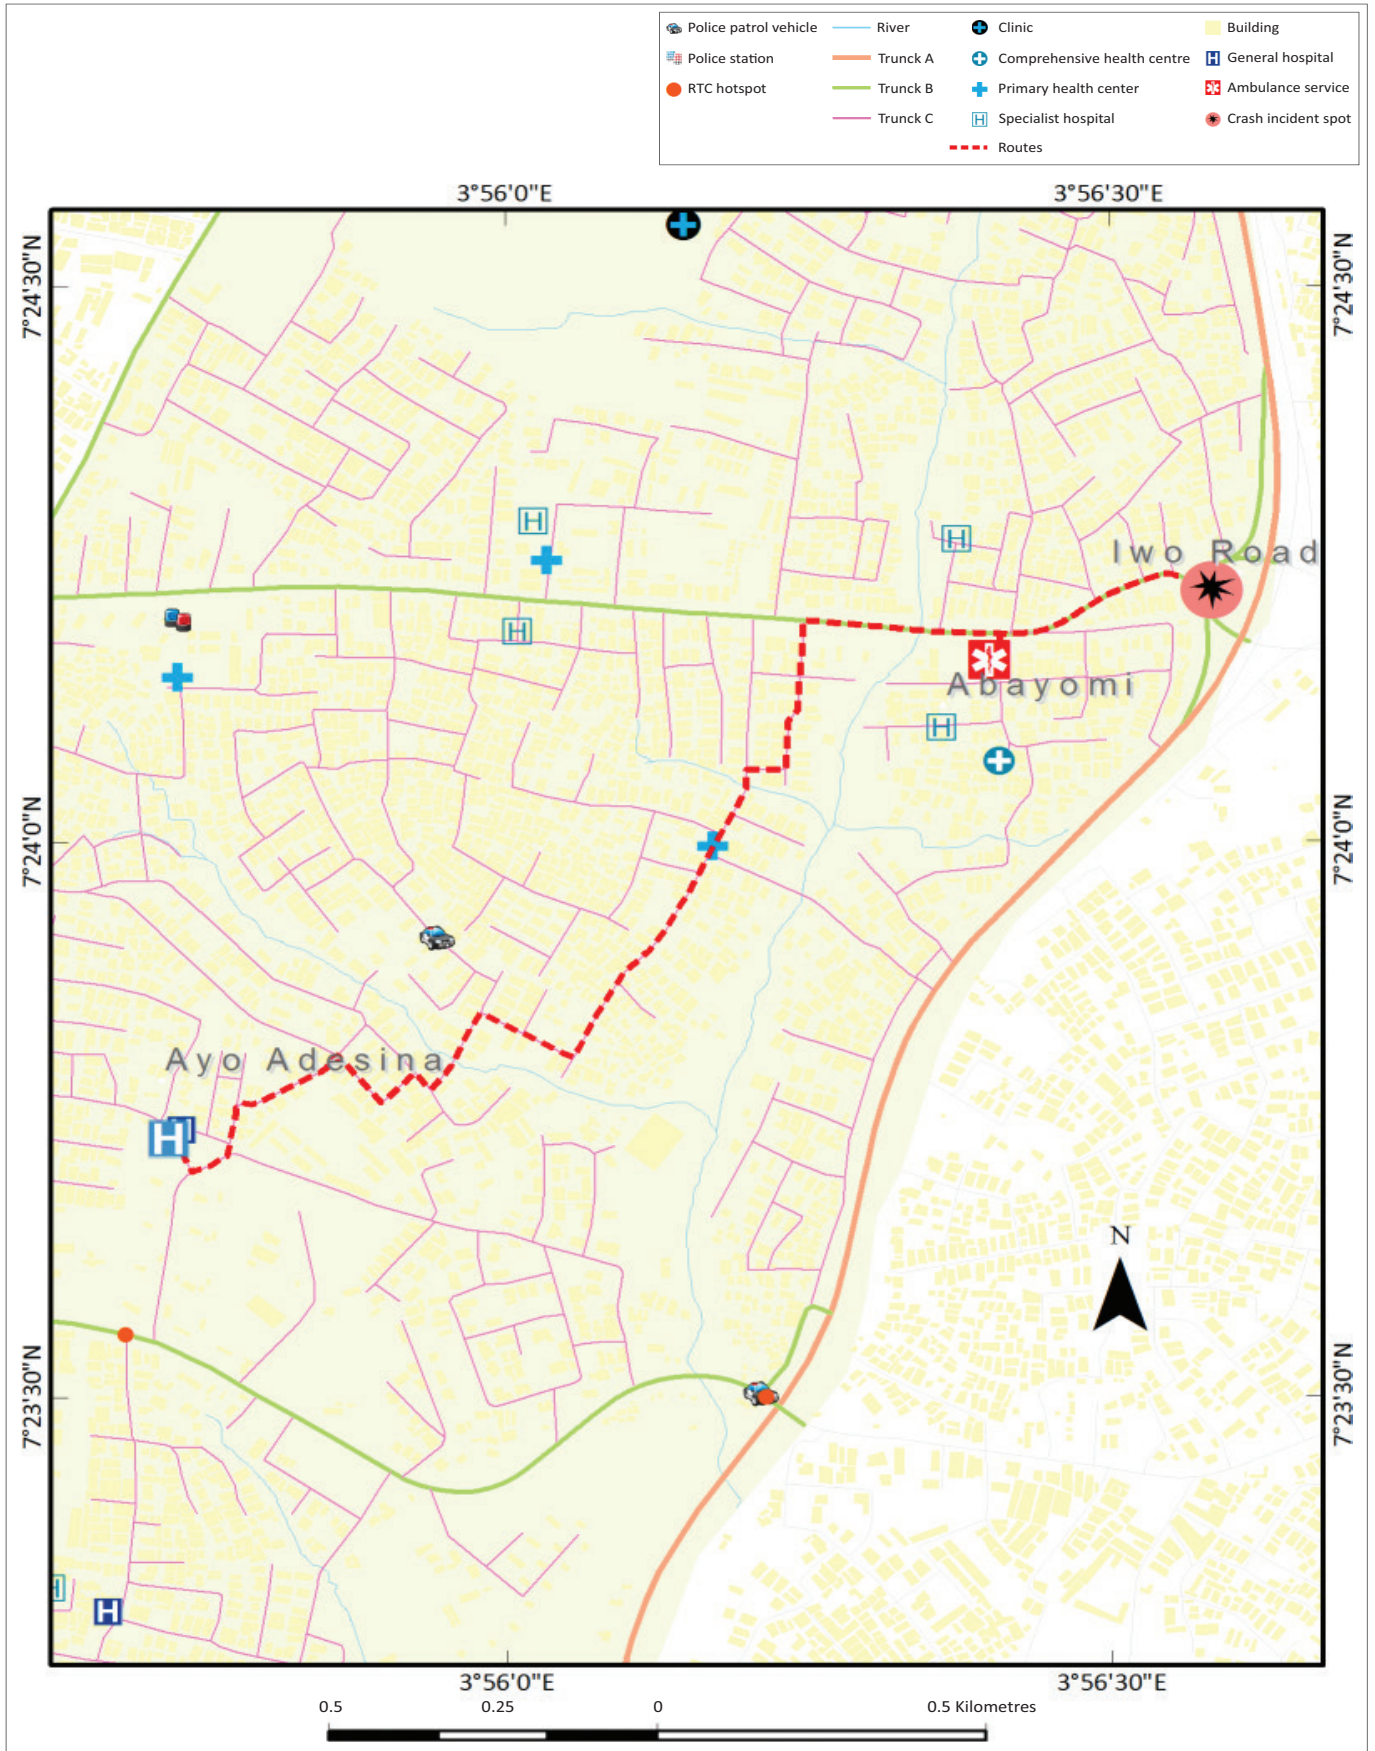 Police patrol vehicle River Clinic Building
Police station Trunck A Comprehensive health centre General hospital
RTC hotspot Trunck B Primary health center Ambulance service
Trunck C Specialist hospital Crash incident spot
Routes
3°56'0"E 3°56'30"E
7°24'30"N 7°24'30"N
Iwo Road
Abayomi
7°24'0"N 7°24'0"N
Ayo Adesina
N
7°23'30"N 7°23'30"N
3°56'0"E 3°56'30"E
0.5 0.25 0 0.5 Kilometres